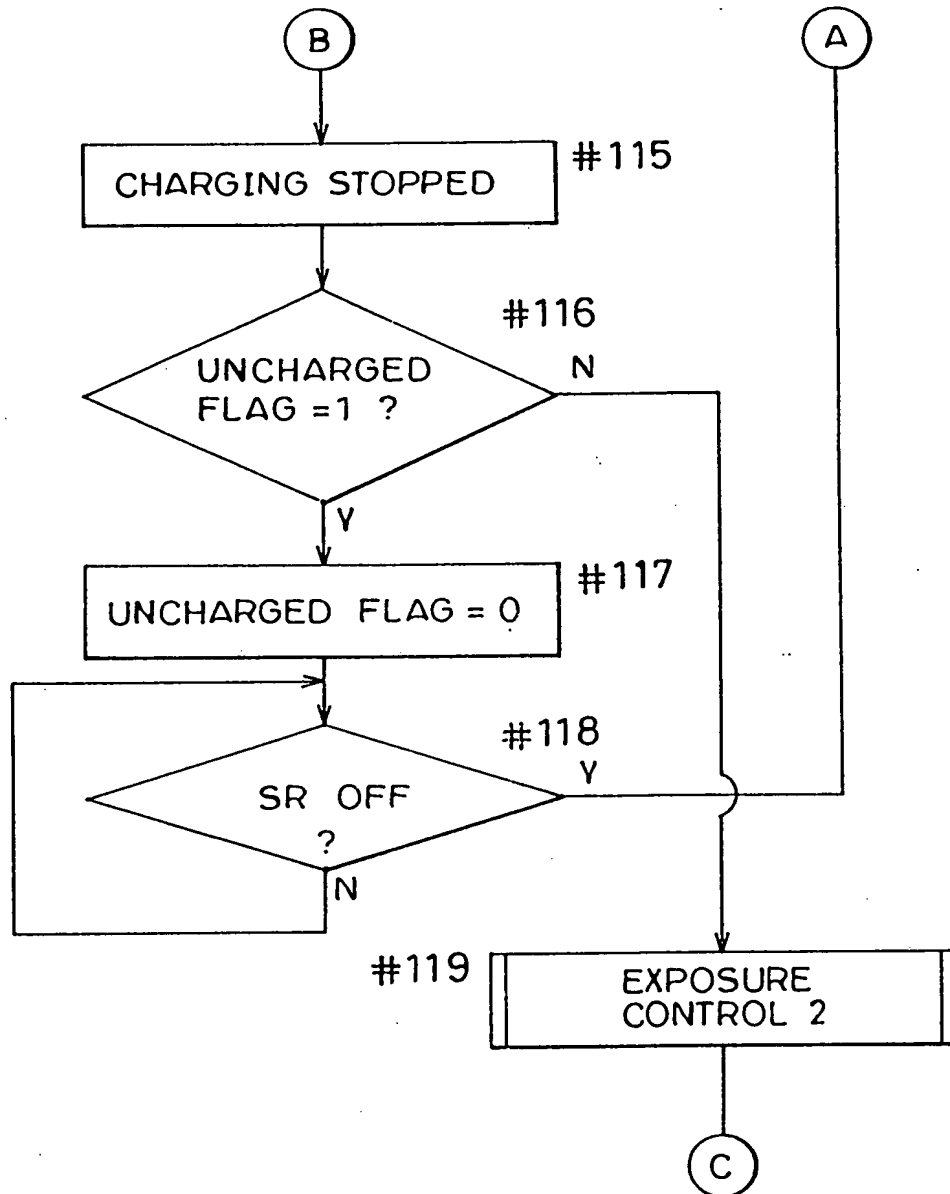 B
A
CHARGING STOPPED
#115
#116
UNCHARGED
FLAG =1 ?
N
Y
UNCHARGED FLAG = 0
#117
#118
SR OFF
?
Y
N
#119
EXPOSURE
CONTROL 2
C